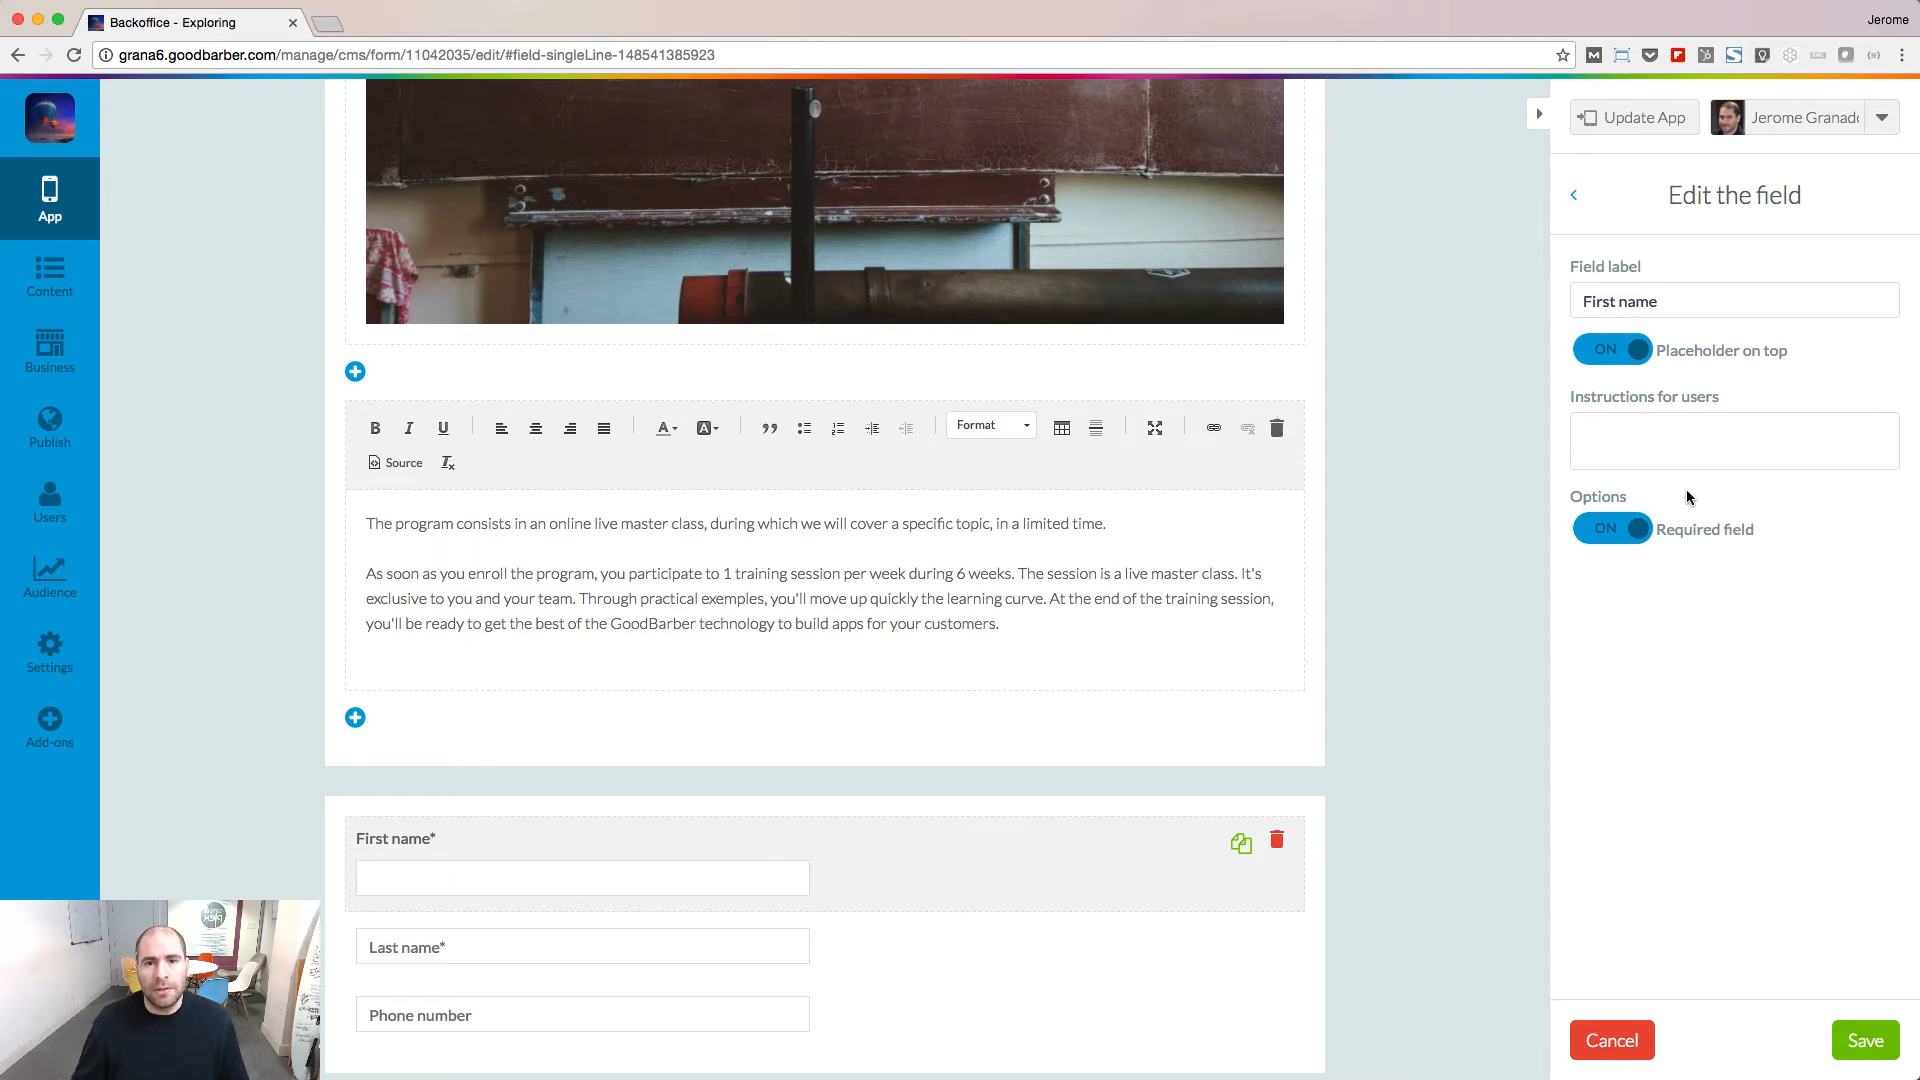 Backoffice - Exploring
Jerome
grana6.goodbarber.com/manage/cms/form/11042035/edit/#field-singleLine-148541385923
App
Content
Business
Publish
Users
Audience
Settings
Add-ons
Format
Source
The program consists in an online live master class, during which we will cover a specific topic, in a limited time.
As soon as you enroll the program, you participate to 1 training session per week during 6 weeks. The session is a live master class. It's
exclusive to you and your team. Through practical exemples, you'll move up quickly the learning curve. At the end of the training session,
you'll be ready to get the best of the GoodBarber technology to build apps for your customers.
First name*
Last name*
Phone number
Update App
Jerome Granado
Edit the field
Field label
First name
ON Placeholder on top
Instructions for users
Options
ON Required field
Cancel
Save